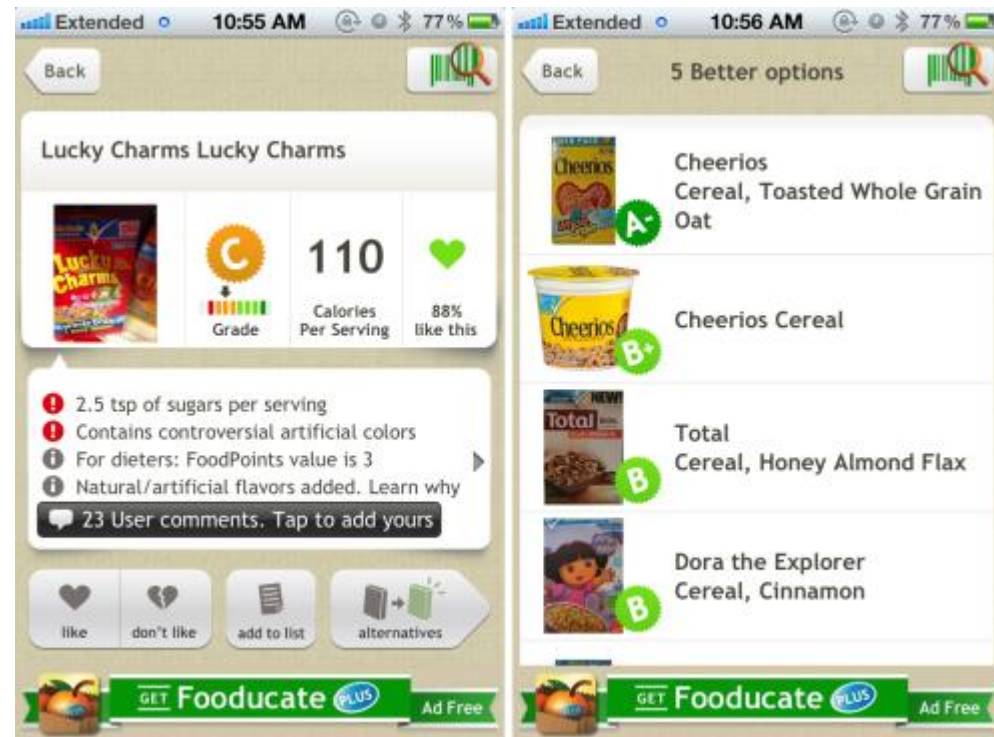 Extended 10:55 AM 77%
Back
Lucky Charms Lucky Charms
Lucky
Charms
C
Grade
110
Calories
Per Serving
88%
like this
2.5 tsp of sugars per serving
Contains controversial artificial colors
For dieters: FoodPoints value is 3
Natural/artificial flavors added. Learn why
23 User comments. Tap to add yours
like
don't like
add to list
alternatives
GET Fooducate PLUS
Ad Free
Extended 10:56 AM 77%
Back
5 Better options
Cheerios
A-
Cheerios
Cereal, Toasted Whole Grain
Oat
Cheerios
B+
Cheerios Cereal
NEW!
Total
B
Total
Cereal, Honey Almond Flax
B
Dora the Explorer
Cereal, Cinnamon
GET Fooducate PLUS
Ad Free